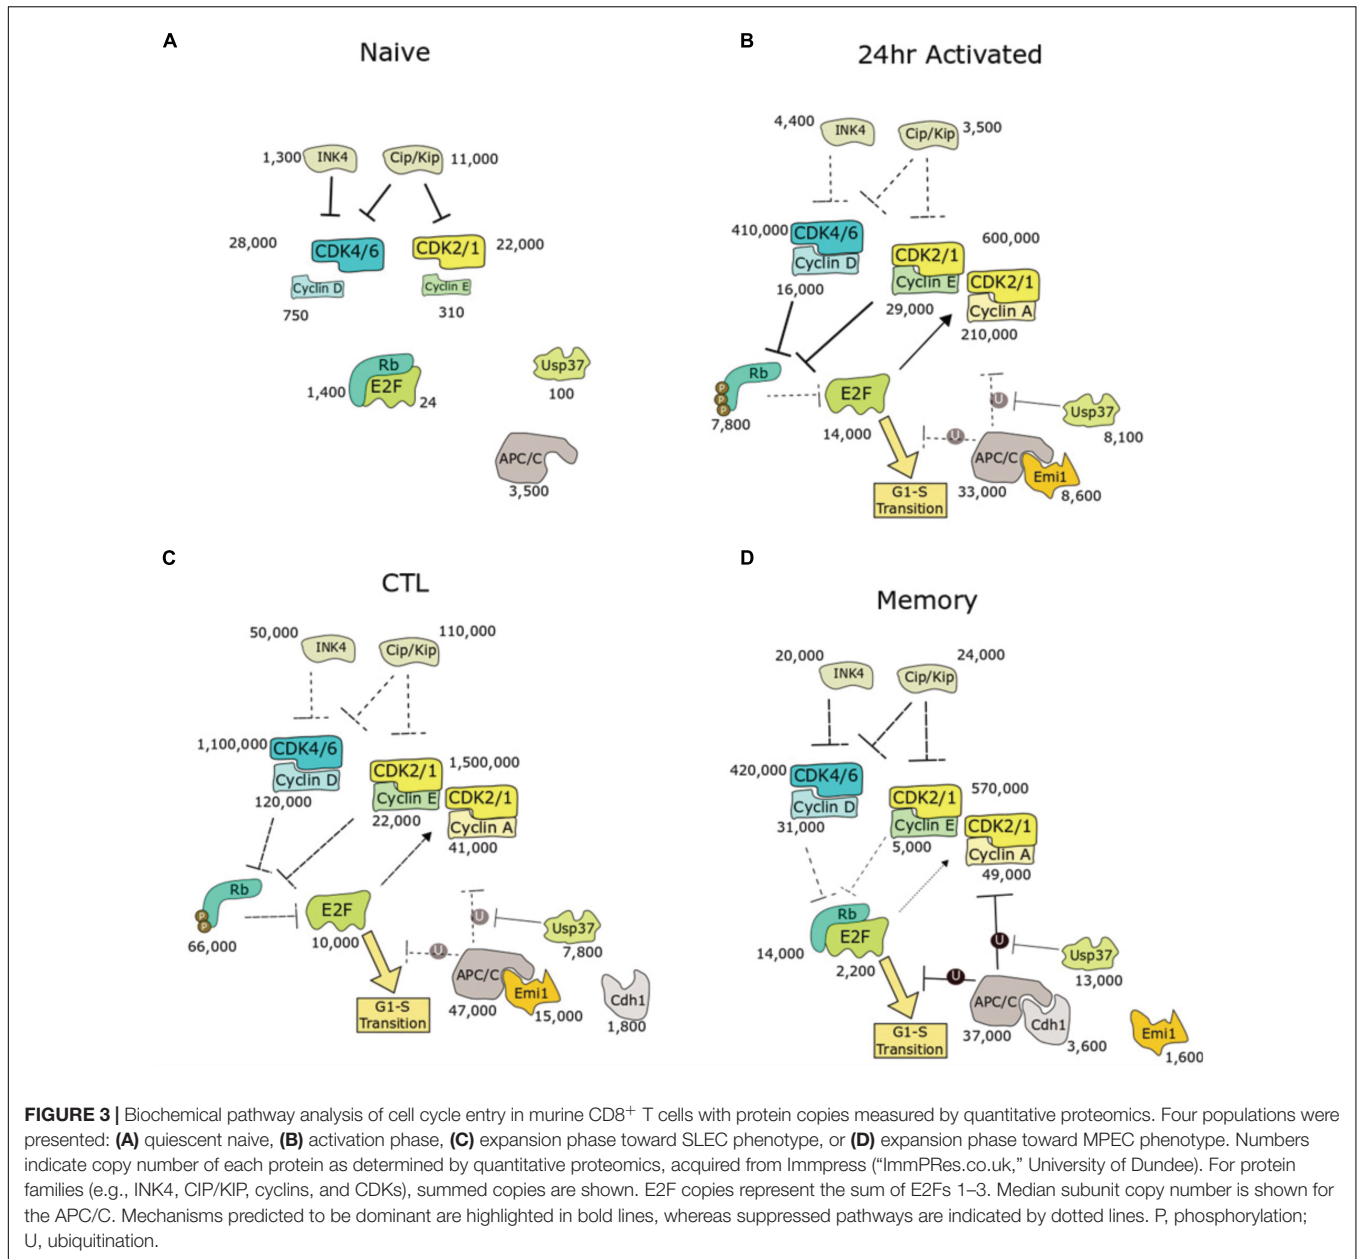 A
Naive
1,300
INK4
Cip/Kip
11,000
28,000
CDK4/6
CDK2/1
22,000
Cyclin D
Cyclin E
750
310
Rb
E2F
1,400
24
Usp37
100
APC/C
3,500
B
24hr Activated
4,400
INK4
Cip/Kip
3,500
410,000
CDK4/6
Cyclin D
16,000
600,000
CDK2/1
Cyclin E
29,000
CDK2/1
Cyclin A
210,000
Rb
P
P
P
7,800
E2F
14,000
U
Usp37
8,100
U
APC/C
33,000
Emi1
8,600
G1-S
Transition
C
CTL
50,000
INK4
Cip/Kip
110,000
1,100,000
CDK4/6
Cyclin D
120,000
1,500,000
CDK2/1
Cyclin E
22,000
CDK2/1
Cyclin A
41,000
Rb
P
P
66,000
E2F
10,000
U
Usp37
7,800
U
APC/C
47,000
Emi1
15,000
Cdh1
1,800
G1-S
Transition
D
Memory
20,000
INK4
Cip/Kip
24,000
420,000
CDK4/6
Cyclin D
31,000
570,000
CDK2/1
Cyclin E
5,000
CDK2/1
Cyclin A
49,000
Rb
E2F
14,000
2,200
U
Usp37
13,000
U
APC/C
37,000
Cdh1
3,600
Emi1
1,600
G1-S
Transition
FIGURE 3 | Biochemical pathway analysis of cell cycle entry in murine CD8+ T cells with protein copies measured by quantitative proteomics. Four populations were
presented: (A) quiescent naive, (B) activation phase, (C) expansion phase toward SLEC phenotype, or (D) expansion phase toward MPEC phenotype. Numbers
indicate copy number of each protein as determined by quantitative proteomics, acquired from Immpress (“ImmPRes.co.uk,” University of Dundee). For protein
families (e.g., INK4, CIP/KIP, cyclins, and CDKs), summed copies are shown. E2F copies represent the sum of E2Fs 1–3. Median subunit copy number is shown for
the APC/C. Mechanisms predicted to be dominant are highlighted in bold lines, whereas suppressed pathways are indicated by dotted lines. P, phosphorylation;
U, ubiquitination.